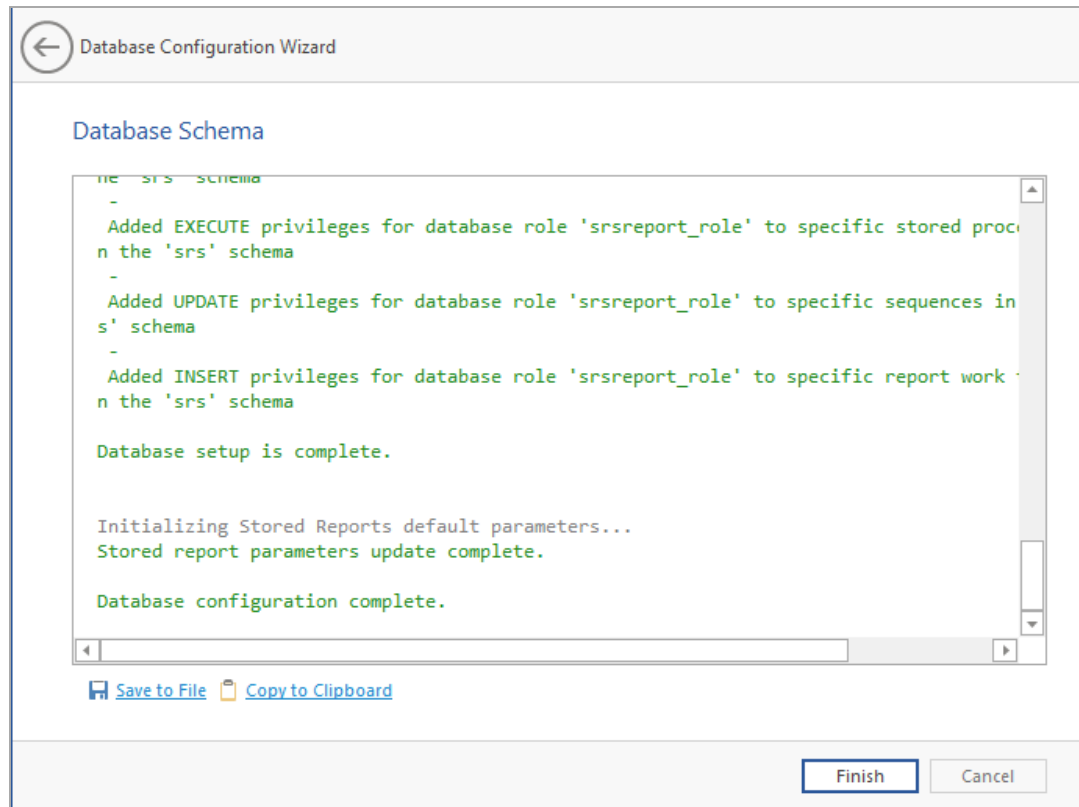 Database Configuration Wizard
Database Schema
'srs' schema
-
Added EXECUTE privileges for database role 'srsreport_role' to specific stored
n the 'srs' schema
-
Added UPDATE privileges for database role 'srsreport_role' to specific sequences in
s' schema
-
Added INSERT privileges for database role 'srsreport_role' to specific report work
n the 'srs' schema
Database setup is complete.
Initializing Stored Reports default parameters...
Stored report parameters update complete.
Database configuration complete.
Save to File Copy to Clipboard
Finish Cancel